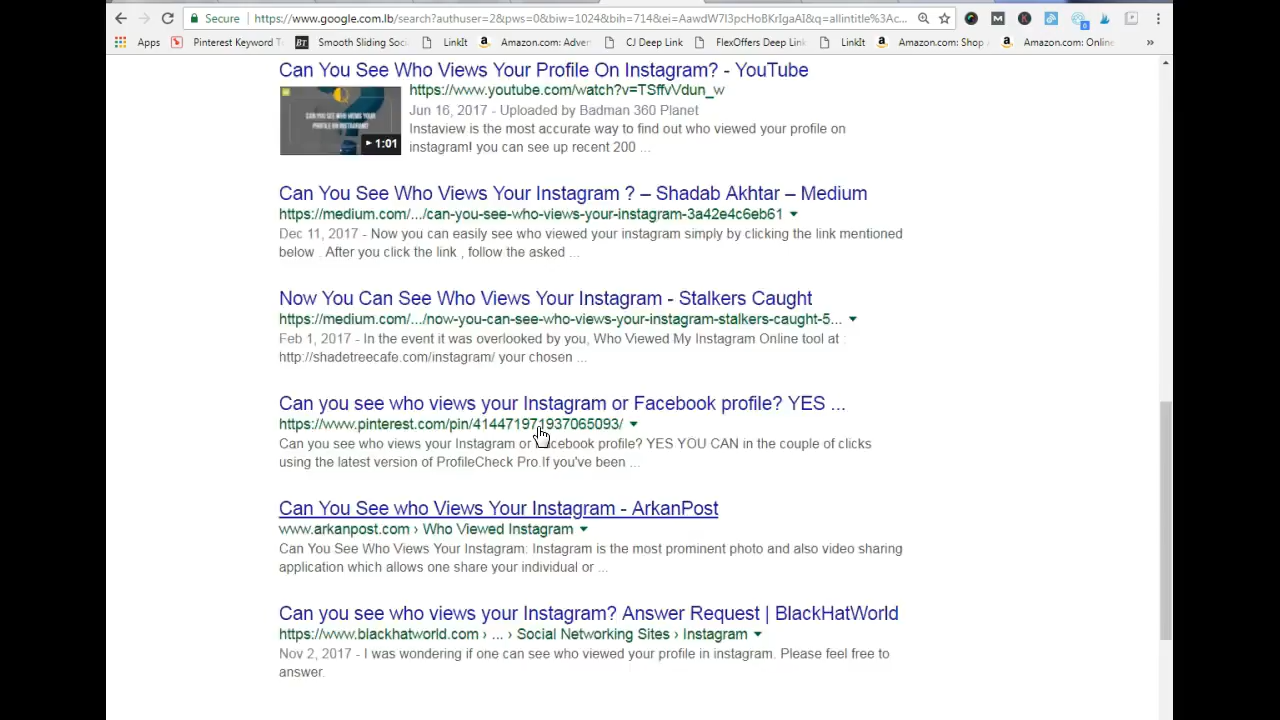 Secure https://www.google.com.lb/search?authuser=2&pws=0&biw=1024&bih=714&ei=AawdW7l3pcHoBKrIgaAI&q=allintitle%3Ac...
Apps Pinterest Keyword T Smooth Sliding Soci LinkIt Amazon.com: Adver CJ Deep Link FlexOffers Deep Link LinkIt Amazon.com: Shop Amazon.com: Online »
Can You See Who Views Your Profile On Instagram? - YouTube
https://www.youtube.com/watch?v=TSffvVdun_w
Jun 16, 2017 - Uploaded by Badman 360 Planet
Instaview is the most accurate way to find out who viewed your profile on
instagram! you can see up recent 200 ...
CAN YOU SEE WHO VIEWS YOUR
PROFILE ON INSTAGRAM?
1:01
Can You See Who Views Your Instagram ? – Shadab Akhtar – Medium
https://medium.com/.../can-you-see-who-views-your-instagram-3a42e4c6eb61
Dec 11, 2017 - Now you can easily see who viewed your instagram simply by clicking the link mentioned
below . After you click the link , follow the asked ...
Now You Can See Who Views Your Instagram - Stalkers Caught
https://medium.com/.../now-you-can-see-who-views-your-instagram-stalkers-caught-5...
Feb 1, 2017 - In the event it was overlooked by you, Who Viewed My Instagram Online tool at :
http://shadetreecafe.com/instagram/ your chosen ...
Can you see who views your Instagram or Facebook profile? YES ...
https://www.pinterest.com/pin/414471971937065093/
Can you see who views your Instagram or Facebook profile? YES YOU CAN in the couple of clicks
using the latest version of ProfileCheck Pro.If you've been ...
Can You See who Views Your Instagram - ArkanPost
www.arkanpost.com › Who Viewed Instagram
Can You See Who Views Your Instagram: Instagram is the most prominent photo and also video sharing
application which allows one share your individual or ...
Can you see who views your Instagram? Answer Request | BlackHatWorld
https://www.blackhatworld.com › ... › Social Networking Sites › Instagram
Nov 2, 2017 - I was wondering if one can see who viewed your profile in instagram. Please feel free to
answer.